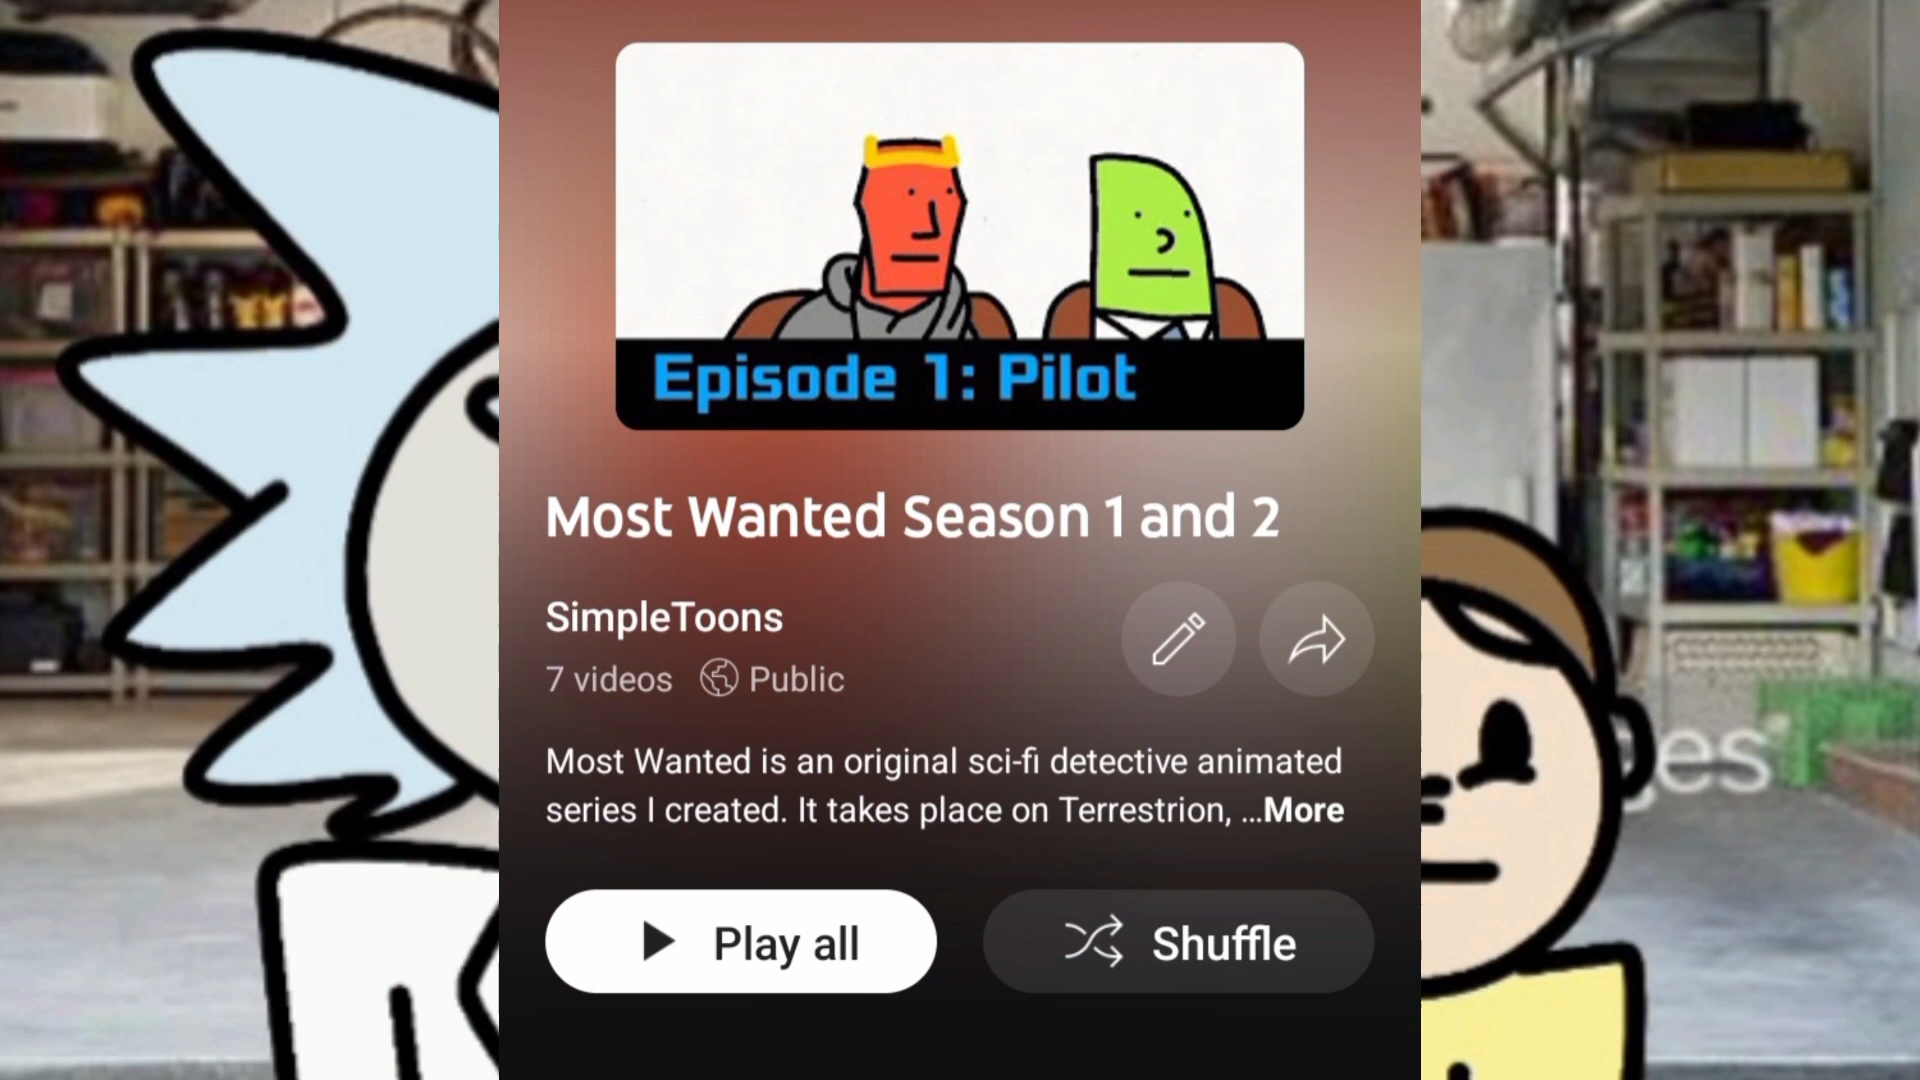 Episode 1: Pilot
Most Wanted Season 1 and 2
SimpleToons
7 videos Public
Most Wanted is an original sci-fi detective animated
series I created. It takes place on Terrestrion, ...More
Play all
Shuffle